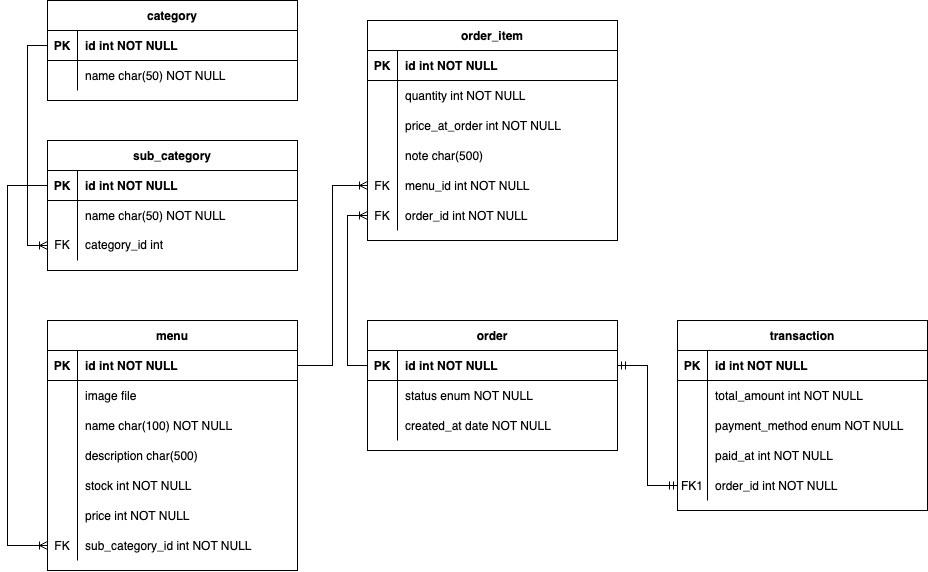 category
PK id int NOT NULL
name char(50) NOT NULL
sub_category
PK id int NOT NULL
name char(50) NOT NULL
FK category_id int
menu
PK id int NOT NULL
image file
name char(100) NOT NULL
description char(500)
stock int NOT NULL
price int NOT NULL
FK sub_category_id int NOT NULL
order_item
PK id int NOT NULL
quantity int NOT NULL
price_at_order int NOT NULL
note char(500)
FK menu_id int NOT NULL
FK order_id int NOT NULL
order
PK id int NOT NULL
status enum NOT NULL
created_at date NOT NULL
transaction
PK id int NOT NULL
total_amount int NOT NULL
payment_method enum NOT NULL
paid_at int NOT NULL
FK1 order_id int NOT NULL